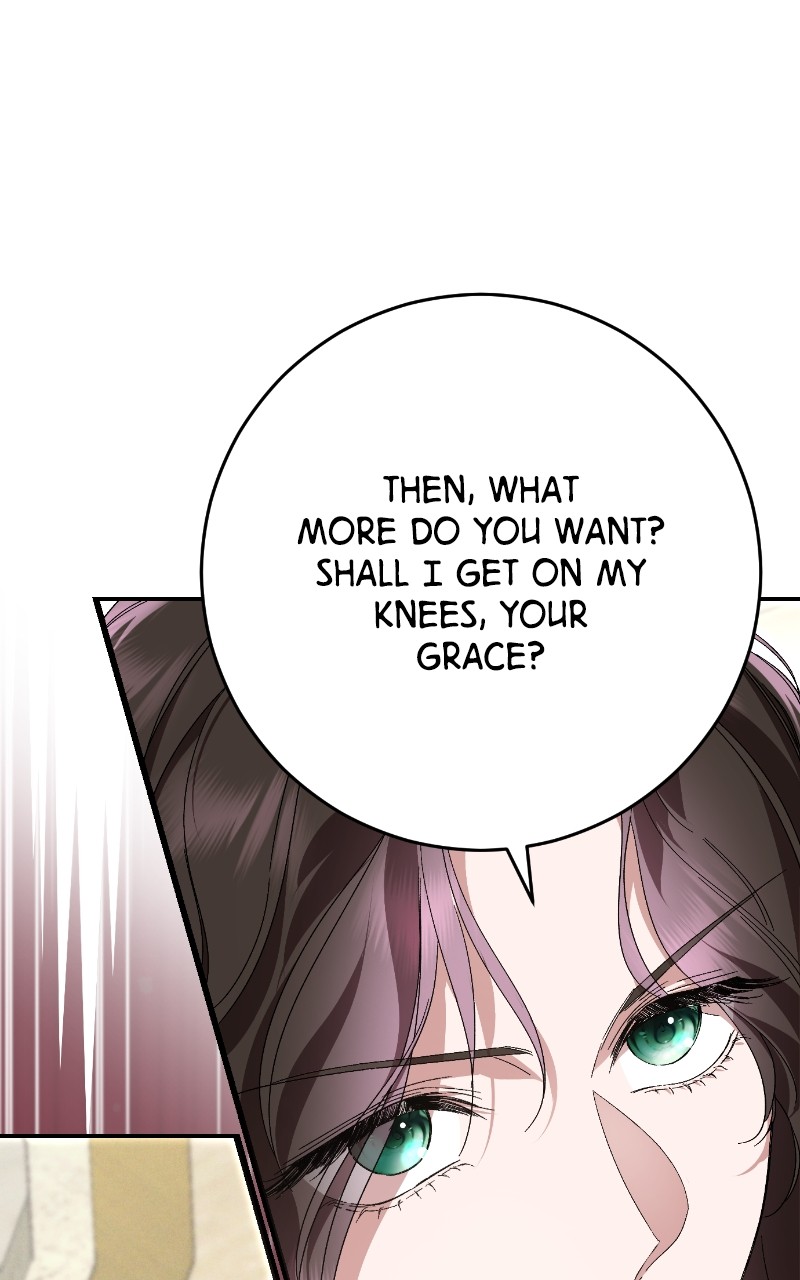 THEN, WHAT
MORE DO YOU WANT?
SHALL I GET ON MY
KNEES, YOUR
GRACE?